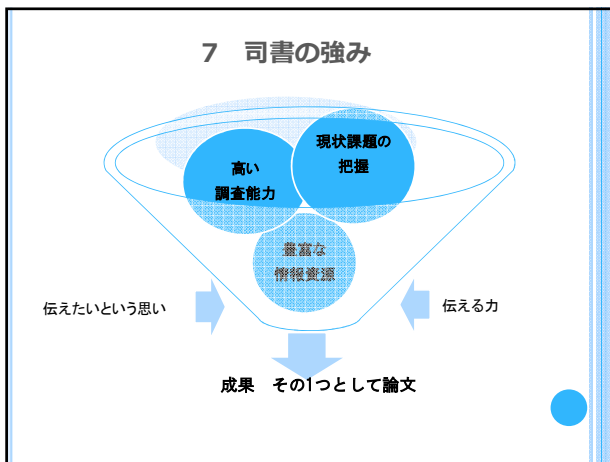 7　司書の強み
現状課題の
把握
高い
調査能力
豊富な
情報資源
伝えたいという思い
伝える力
成果　その1つとして論文